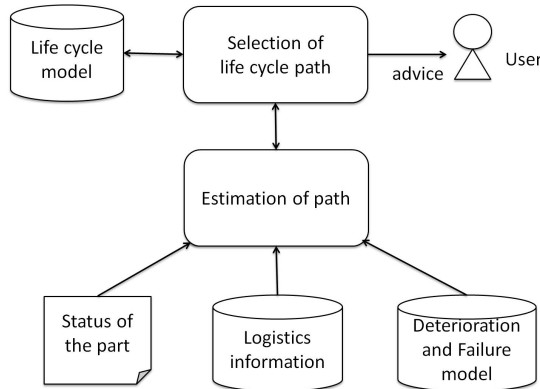 Life cycle
model
Selection of
life cycle path
advice
User
Estimation of path
Status of
the part
Logistics
information
Deterioration
and Failure
model